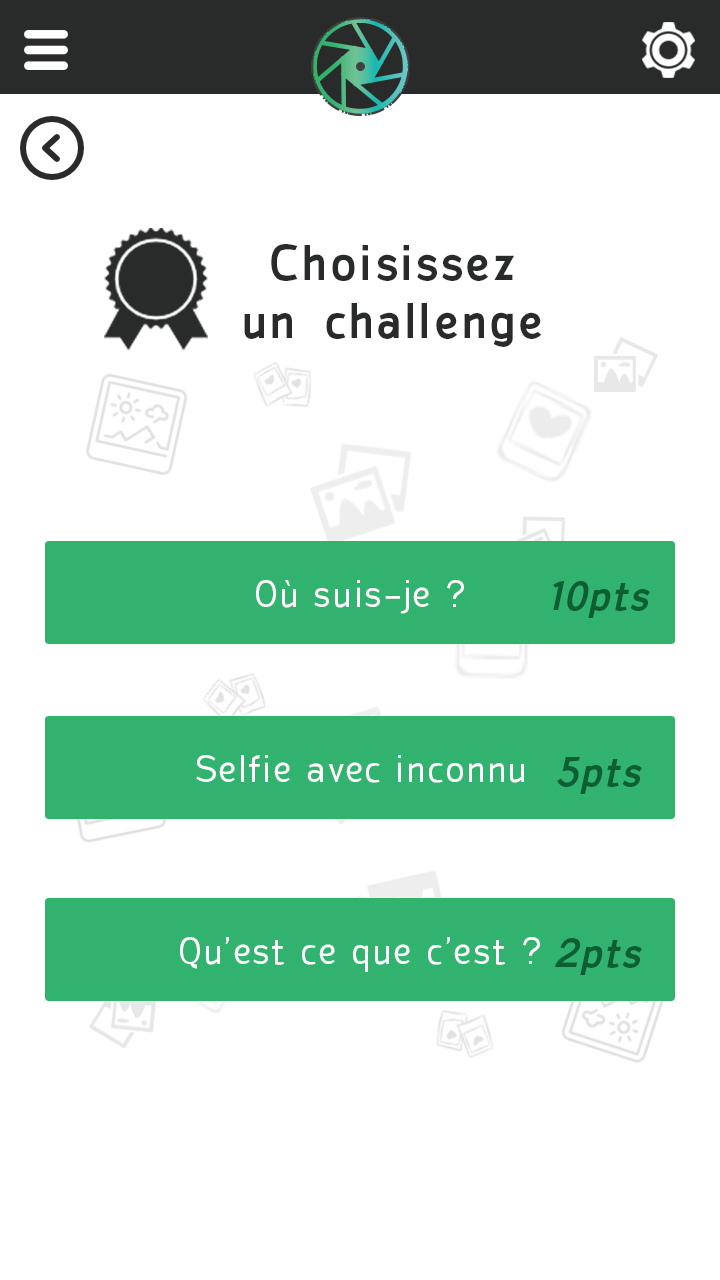 Choisissez
un challenge
Où suis-je ? 10pts
Selfie avec inconnu 5pts
Qu'est ce que c'est ? 2pts